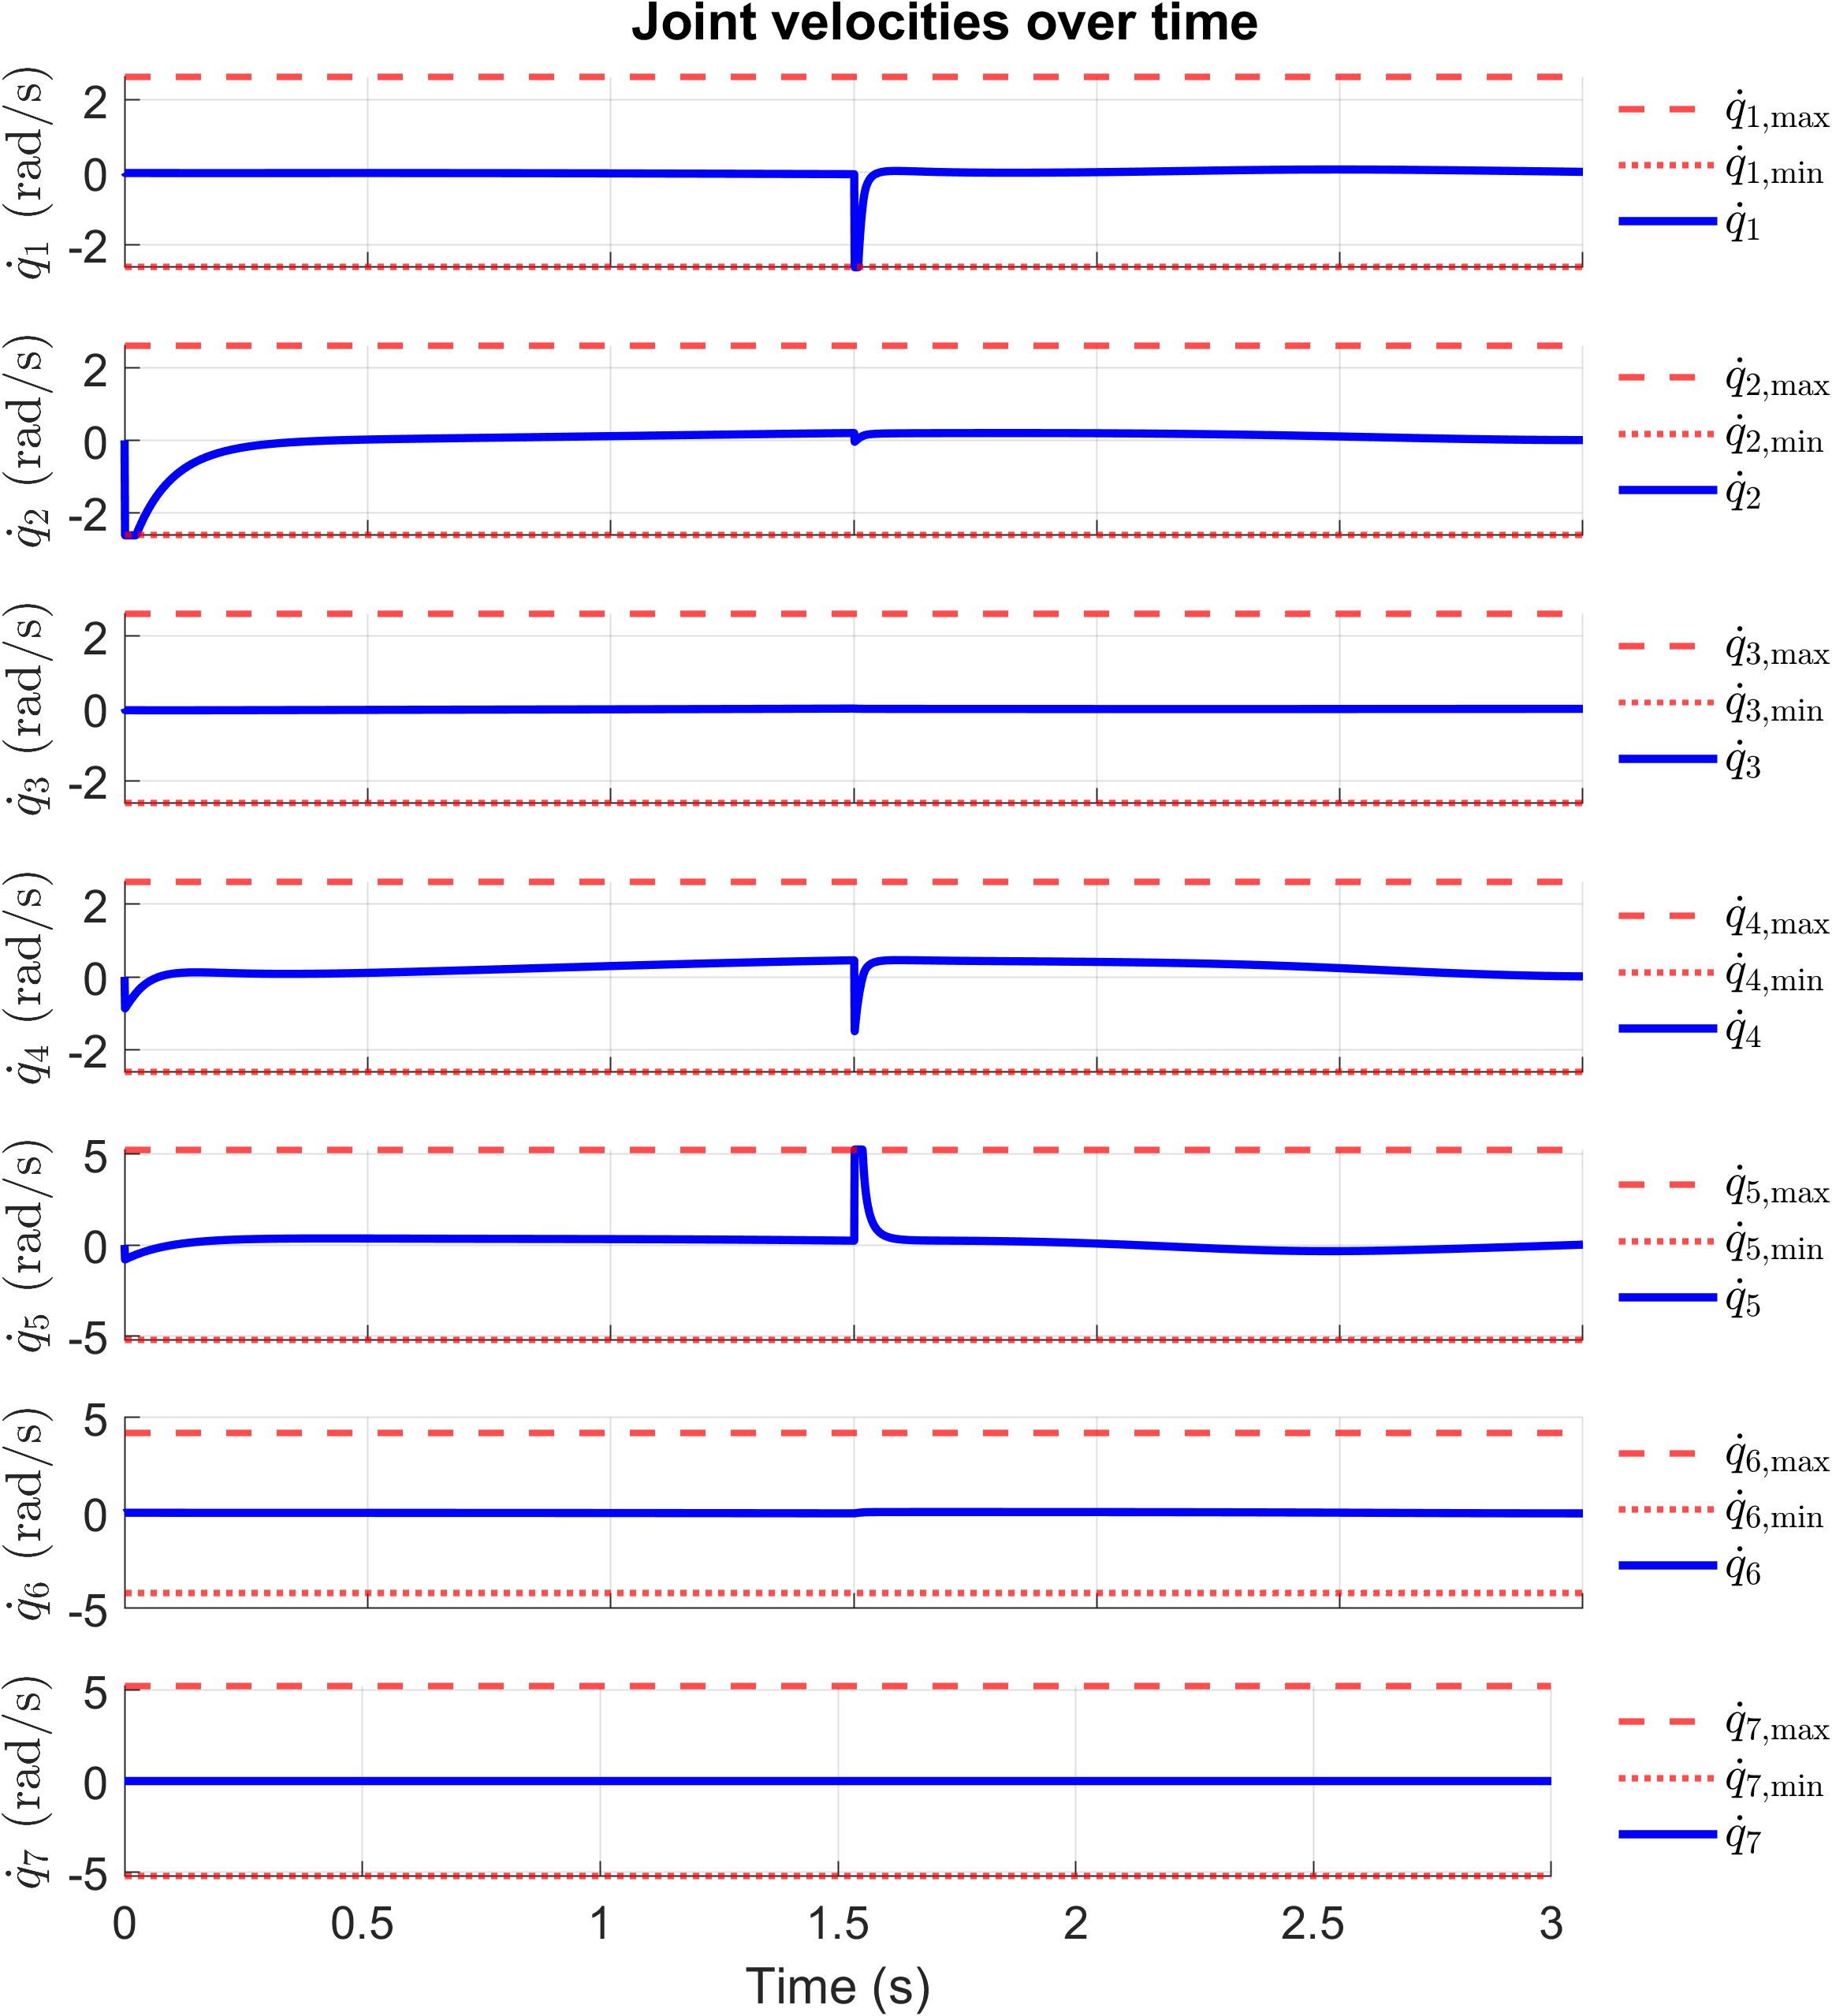 Joint velocities over time
q̇1 (rad/s)
2
0
-2
q̇1,max
q̇1,min
q̇1
q̇2 (rad/s)
2
0
-2
q̇2,max
q̇2,min
q̇2
q̇3 (rad/s)
2
0
-2
q̇3,max
q̇3,min
q̇3
q̇4 (rad/s)
2
0
-2
q̇4,max
q̇4,min
q̇4
q̇5 (rad/s)
5
0
-5
q̇5,max
q̇5,min
q̇5
q̇6 (rad/s)
5
0
-5
q̇6,max
q̇6,min
q̇6
q̇7 (rad/s)
5
0
-5
q̇7,max
q̇7,min
q̇7
0 0.5 1 1.5 2 2.5 3
Time (s)